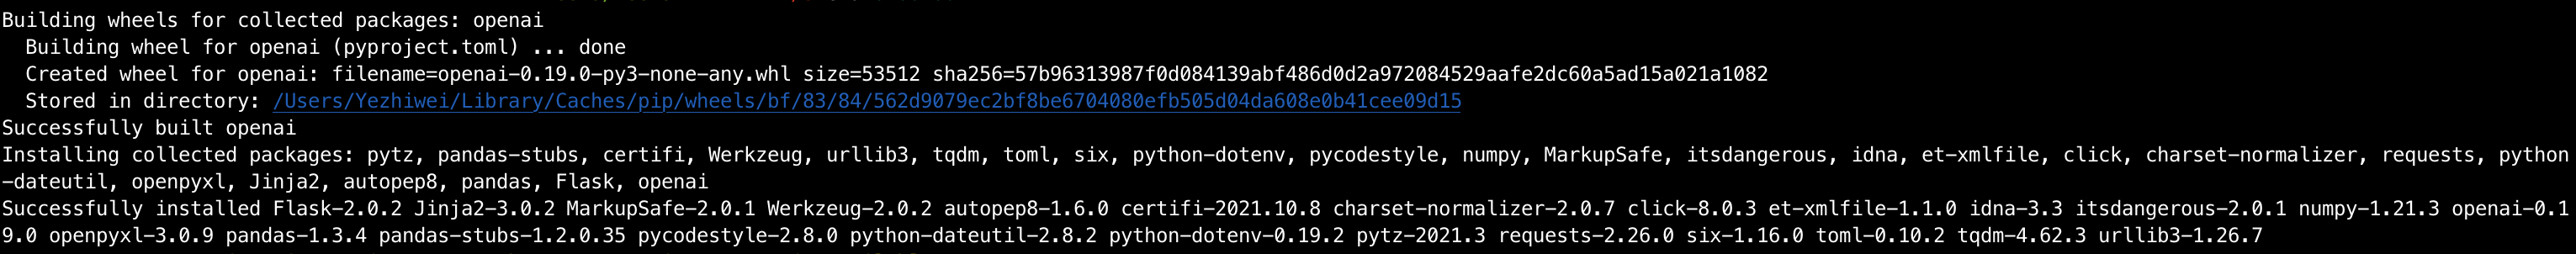 Building wheels for collected packages: openai
  Building wheel for openai (pyproject.toml) ... done
  Created wheel for openai: filename=openai-0.19.0-py3-none-any.whl size=53512 sha256=57b96313987f0d084139abf486d0d2a972084529aafe2dc60a5ad15a021a1082
  Stored in directory: /Users/Yezhiwei/Library/Caches/pip/wheels/bf/83/84/562d9079ec2bf8be6704080efb505d04da608e0b41cee09d15
Successfully built openai
Installing collected packages: pytz, pandas-stubs, certifi, Werkzeug, urllib3, tqdm, toml, six, python-dotenv, pycodestyle, numpy, MarkupSafe, itsdangerous, idna, et-xmlfile, click, charset-normalizer, requests, python
-dateutil, openpyxl, Jinja2, autopep8, pandas, Flask, openai
Successfully installed Flask-2.0.2 Jinja2-3.0.2 MarkupSafe-2.0.1 Werkzeug-2.0.2 autopep8-1.6.0 certifi-2021.10.8 charset-normalizer-2.0.7 click-8.0.3 et-xmlfile-1.1.0 idna-3.3 itsdangerous-2.0.1 numpy-1.21.3 openai-0.1
9.0 openpyxl-3.0.9 pandas-1.3.4 pandas-stubs-1.2.0.35 pycodestyle-2.8.0 python-dateutil-2.8.2 python-dotenv-0.19.2 pytz-2021.3 requests-2.26.0 six-1.16.0 toml-0.10.2 tqdm-4.62.3 urllib3-1.26.7